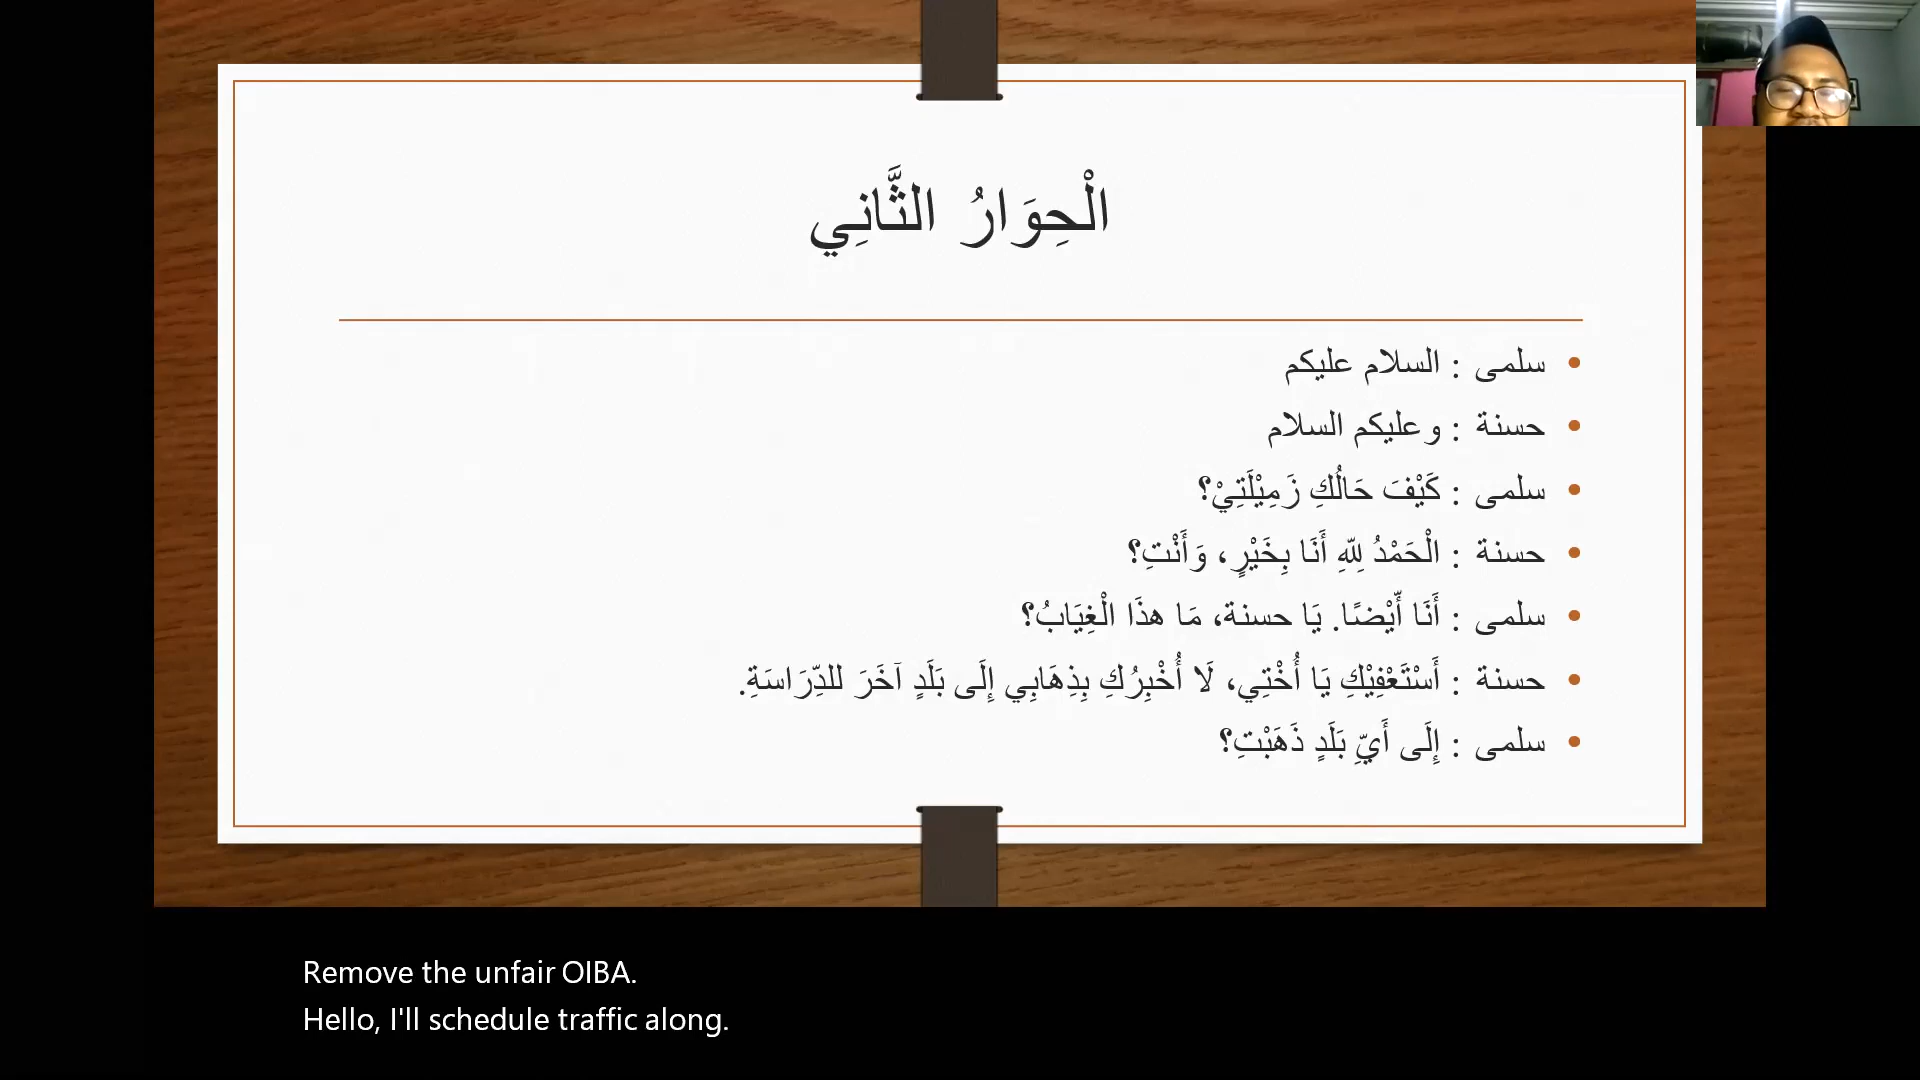 الْحِوَارُ الثَّانِي
• سلمى : السلام عليكم
• حسنة : وعليكم السلام
• سلمى : كَيْفَ حَالُكِ زَمِيْلَتِيْ؟
• حسنة : الْحَمْدُ لِلّهِ أَنَا بِخَيْرٍ، وَأَنْتِ؟
• سلمى : أَنَا أَيْضًا. يَا حسنة، مَا هذَا الْغِيَابُ؟
• حسنة : أَسْتَعْفِيْكِ يَا أُخْتِي، لَا أُخْبِرُكِ بِذِهَابِي إِلَى بَلَدٍ آخَرَ للدِّرَاسَةِ.
• سلمى : إِلَى أَيِّ بَلَدٍ ذَهَبْتِ؟
Remove the unfair OIBA.
Hello, I'll schedule traffic along.